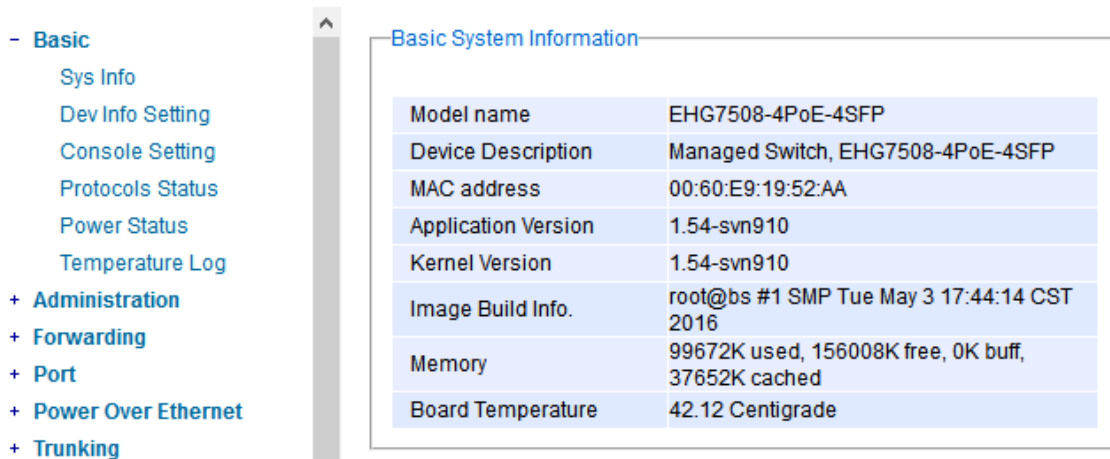 − Basic
Sys Info
Dev Info Setting
Console Setting
Protocols Status
Power Status
Temperature Log
+ Administration
+ Forwarding
+ Port
+ Power Over Ethernet
+ Trunking
Basic System Information
Model name EHG7508-4PoE-4SFP
Device Description Managed Switch, EHG7508-4PoE-4SFP
MAC address 00:60:E9:19:52:AA
Application Version 1.54-svn910
Kernel Version 1.54-svn910
Image Build Info. root@bs #1 SMP Tue May 3 17:44:14 CST
2016
Memory 99672K used, 156008K free, 0K buff,
37652K cached
Board Temperature 42.12 Centigrade